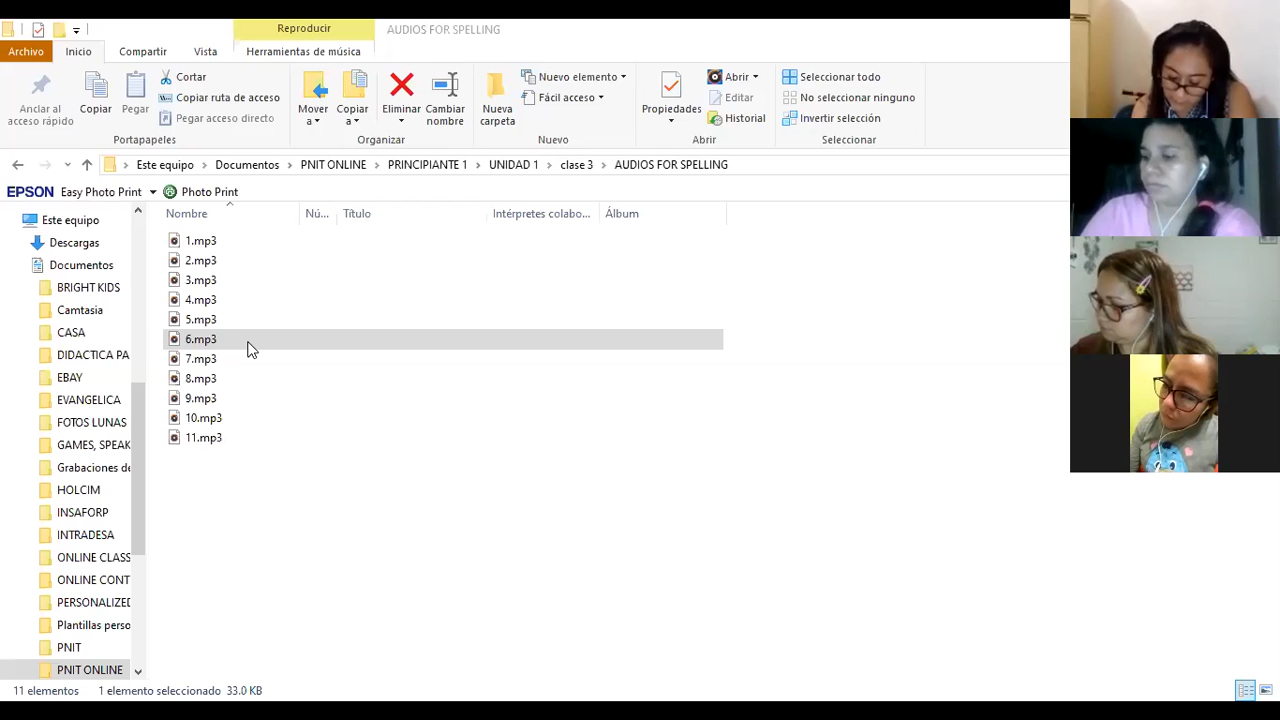 Reproducir
AUDIOS FOR SPELLING
Archivo
Inicio
Compartir
Vista
Herramientas de música
Anclar al
acceso rápido
Copiar
Pegar
Cortar
Copiar ruta de acceso
Pegar acceso directo
Portapapeles
Mover
a
Copiar
a
Eliminar
Cambiar
nombre
Organizar
Nueva
carpeta
Nuevo elemento
Fácil acceso
Nuevo
Propiedades
Abrir
Editar
Historial
Abrir
Seleccionar todo
No seleccionar ninguno
Invertir selección
Seleccionar
Este equipo > Documentos > PNIT ONLINE > PRINCIPIANTE 1 > UNIDAD 1 > clase 3 > AUDIOS FOR SPELLING
EPSON Easy Photo Print Photo Print
Nombre Nú... Título Intérpretes colabo... Álbum
Este equipo
Descargas
Documentos
BRIGHT KIDS
Camtasia
CASA
DIDACTICA PA
EBAY
EVANGELICA
FOTOS LUNAS
GAMES, SPEAK
Grabaciones de
HOLCIM
INSAFORP
INTRADESA
ONLINE CLASS
ONLINE CONT
PERSONALIZED
Plantillas perso
PNIT
PNIT ONLINE
1.mp3
2.mp3
3.mp3
4.mp3
5.mp3
6.mp3
7.mp3
8.mp3
9.mp3
10.mp3
11.mp3
11 elementos 1 elemento seleccionado 33.0 KB